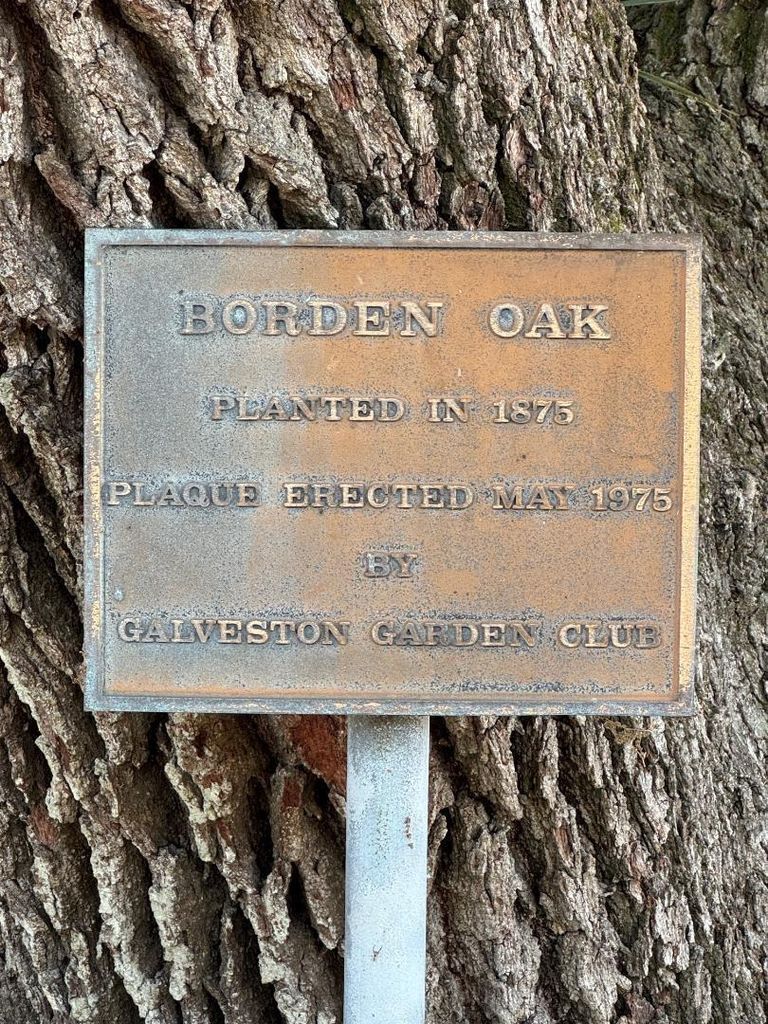 BORDEN OAK
PLANTED IN 1875
PLAQUE ERECTED MAY 1975
BY
GALVESTON GARDEN CLUB